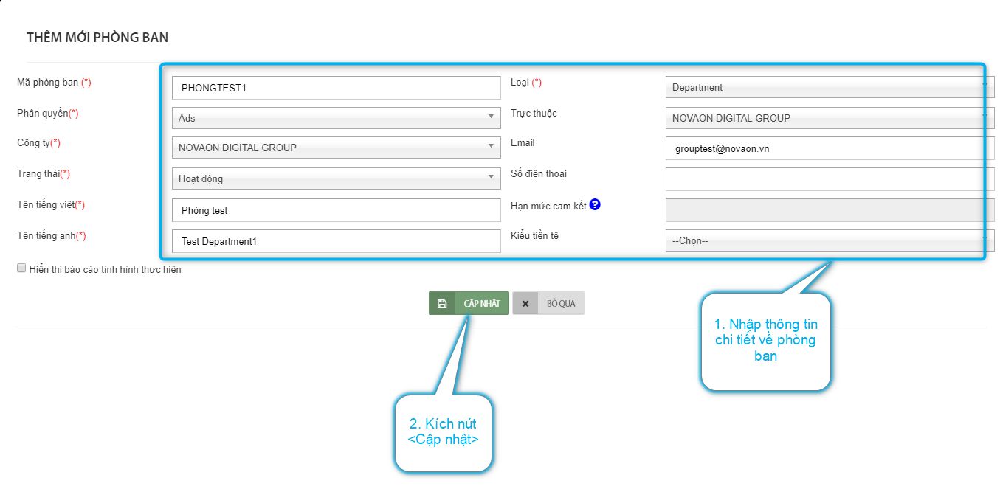 THÊM MỚI PHÒNG BAN
Mã phòng ban (*) PHONGTEST1 Loại (*) Department
Phân quyền(*) Ads Trực thuộc NOVAON DIGITAL GROUP
Công ty(*) NOVAON DIGITAL GROUP Email grouptest@novaon.vn
Trạng thái(*) Hoạt động Số điện thoại
Tên tiếng việt(*) Phòng test Hạn mức cam kết ?
Tên tiếng anh(*) Test Department1 Kiểu tiền tệ --Chọn--
Hiển thị báo cáo tình hình thực hiện
CẬP NHẬT BỎ QUA
1. Nhập thông tin
chi tiết về phòng
ban
2. Kích nút
<Cập nhật>